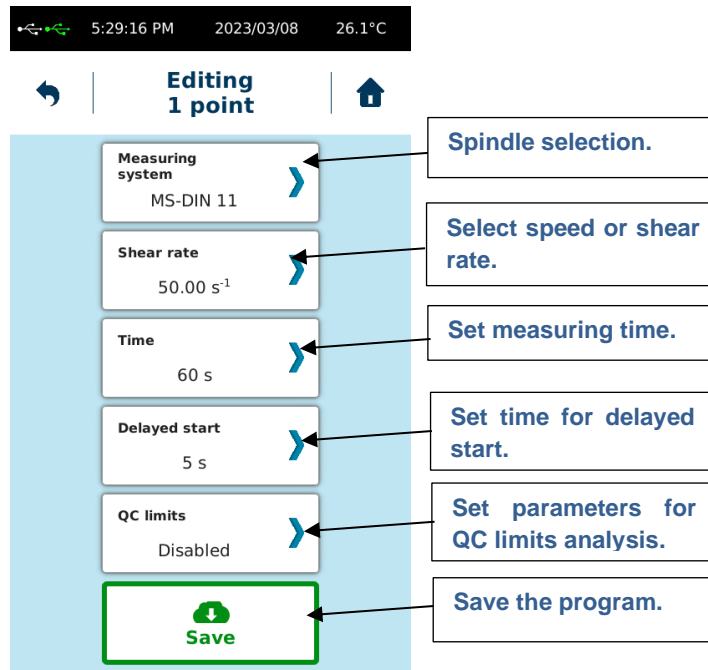 5:29:16 PM 2023/03/08 26.1°C
Editing
1 point
Measuring
system
MS-DIN 11
Spindle selection.
Shear rate
50.00 s⁻¹
Select speed or shear
rate.
Time
60 s
Set measuring time.
Delayed start
5 s
Set time for delayed
start.
QC limits
Disabled
Set parameters for
QC limits analysis.
Save
Save the program.